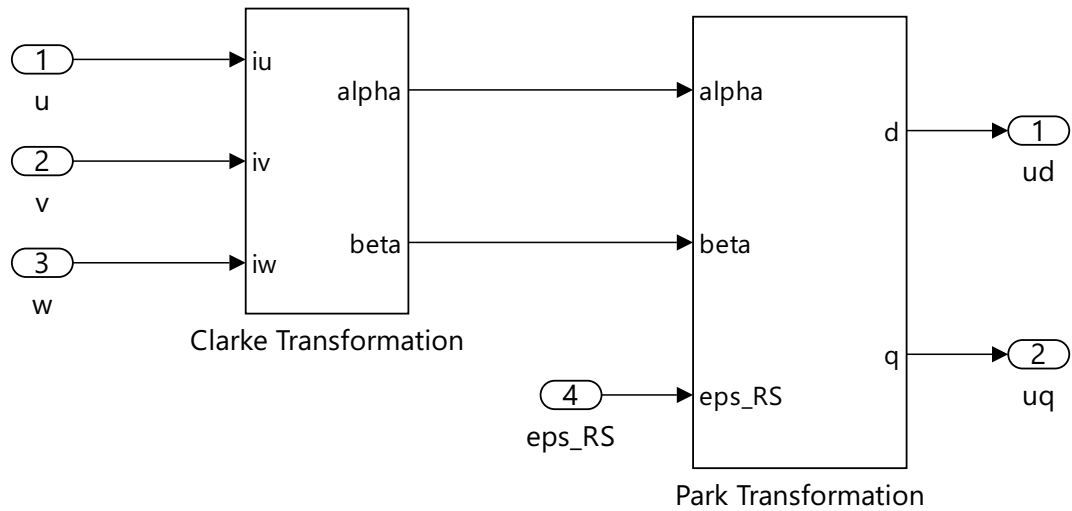 1
u
2
v
3
w
iu
iv
iw
alpha
beta
Clarke Transformation
4
eps_RS
alpha
beta
eps_RS
d
q
Park Transformation
1
ud
2
uq